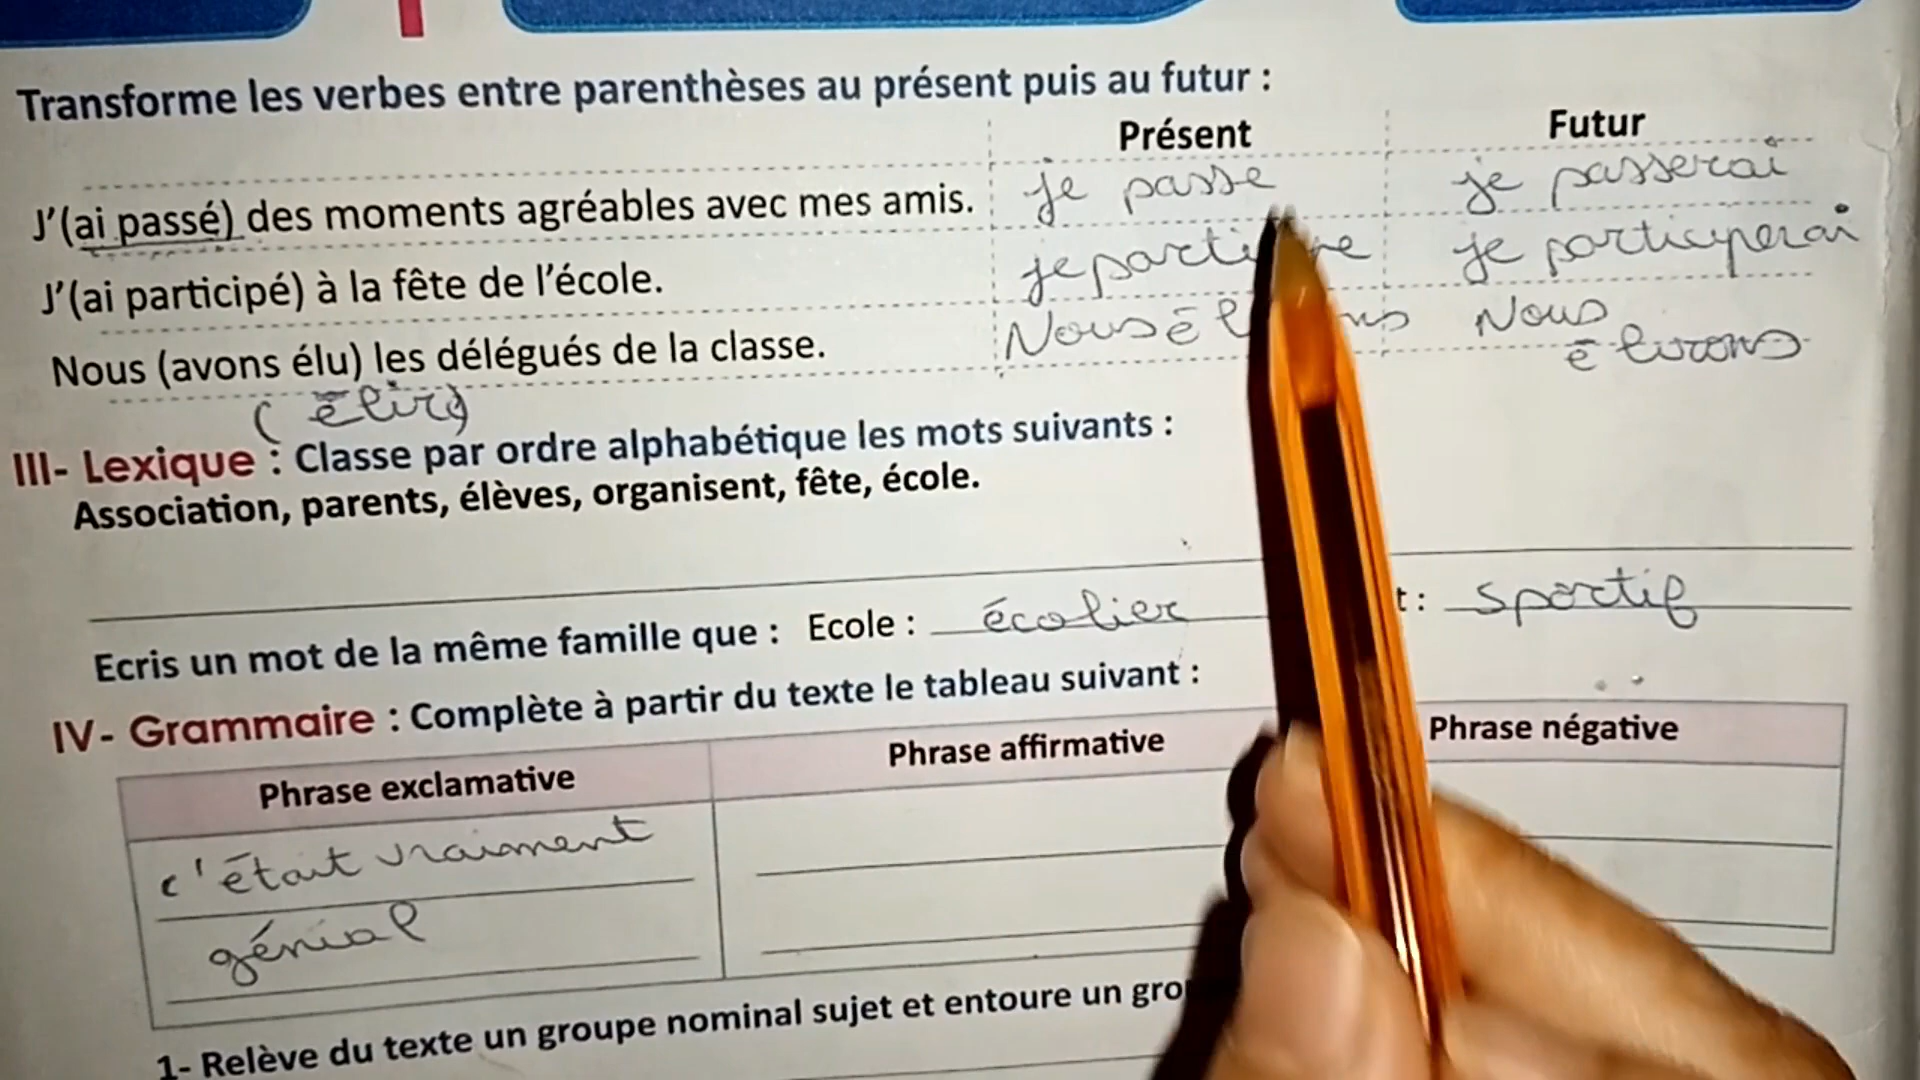 Transforme les verbes entre parenthèses au présent puis au futur :
Présent Futur
J'(ai passé) des moments agréables avec mes amis. je passe je passerai
J'(ai participé) à la fête de l'école. je participerai
Nous (avons élu) les délégués de la classe. Nous Nous élirons
(élire)
III- Lexique : Classe par ordre alphabétique les mots suivants :
Association, parents, élèves, organisent, fête, école.
Ecris un mot de la même famille que : Ecole : écolier t : sportif
IV- Grammaire : Complète à partir du texte le tableau suivant :
Phrase exclamative Phrase affirmative Phrase négative
c'était vraiment
génial
1- Relève du texte un groupe nominal sujet et entoure un gro